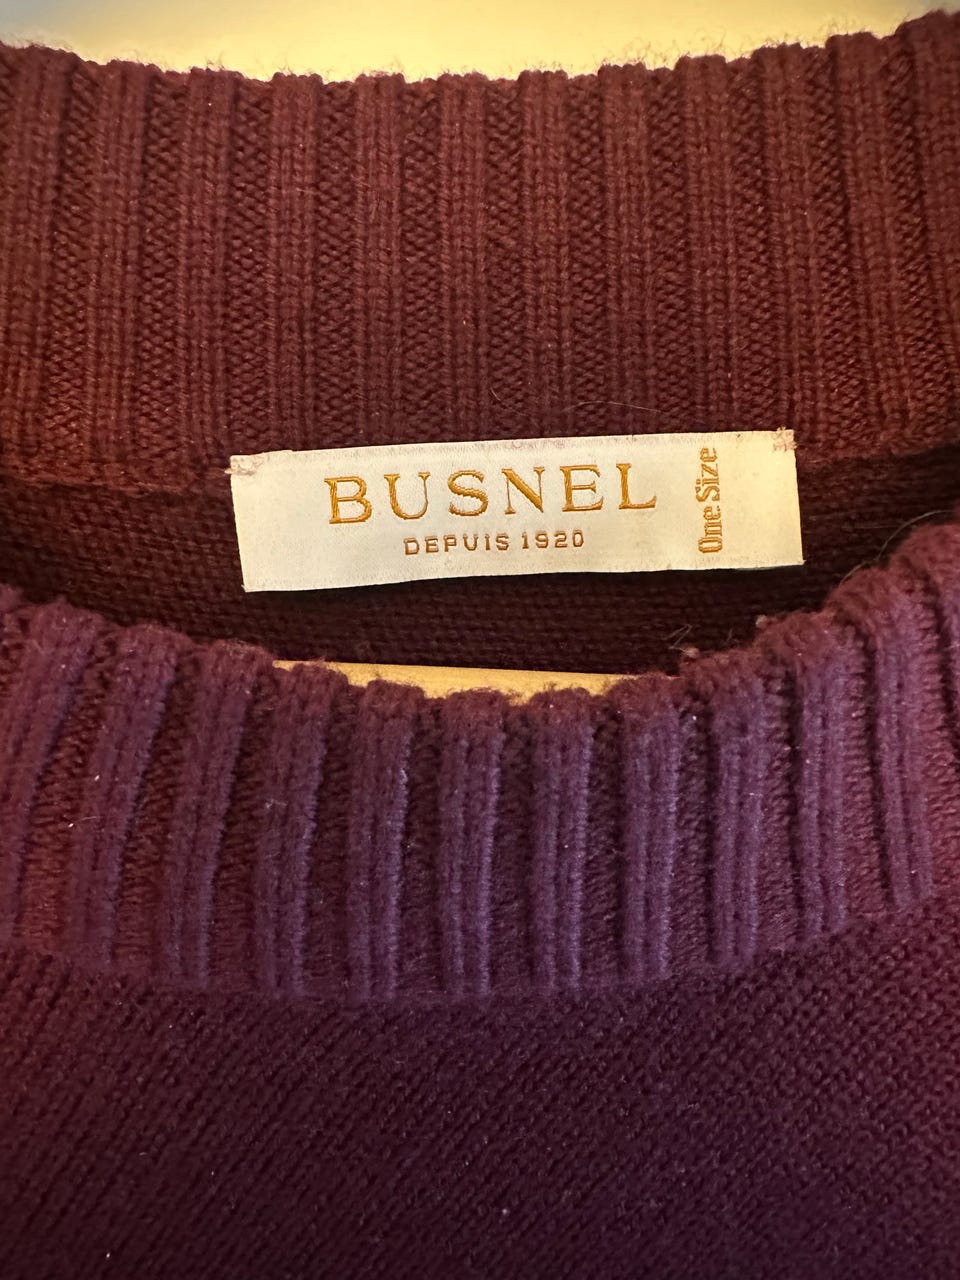 BUSNEL
DEPUIS 1920
One Size